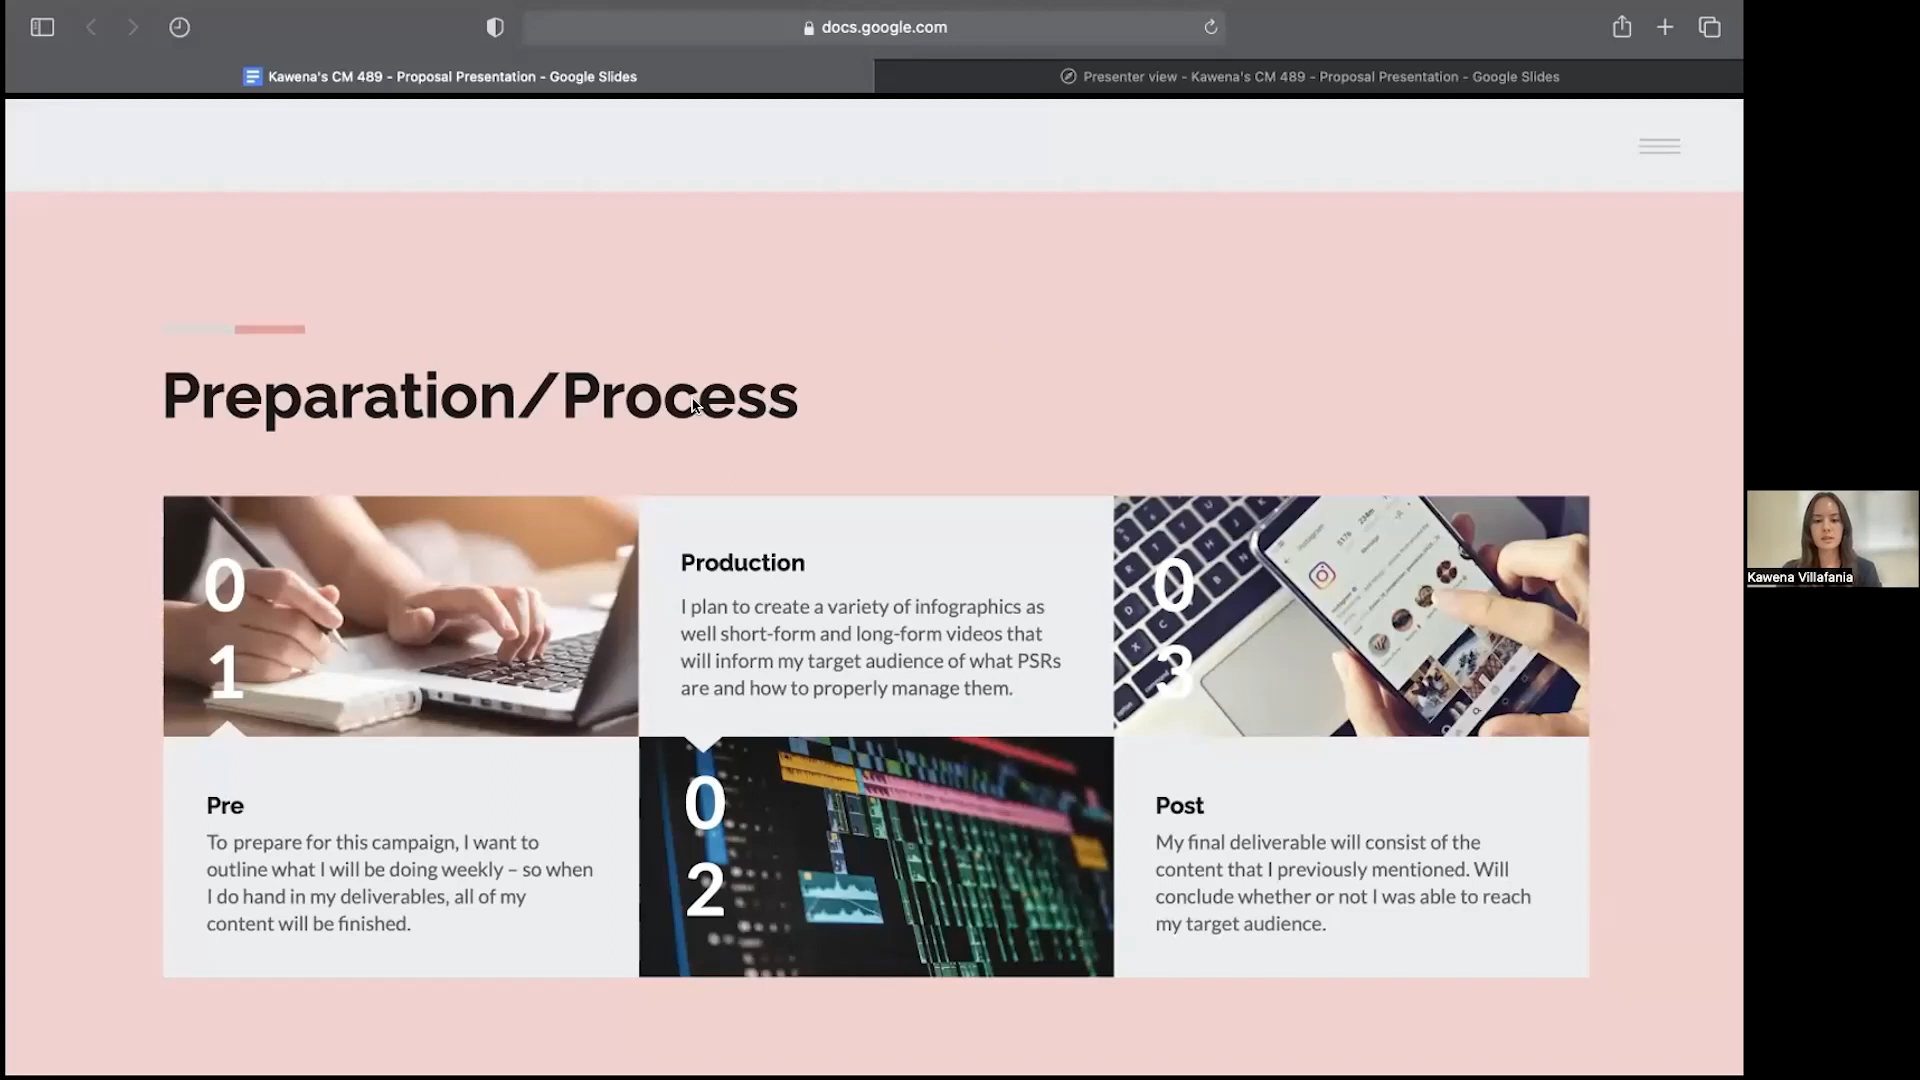 docs.google.com
Kawena's CM 489 - Proposal Presentation - Google Slides
Presenter view - Kawena's CM 489 - Proposal Presentation - Google Slides
Preparation/Process
0
1
Pre
To prepare for this campaign, I want to
outline what I will be doing weekly – so when
I do hand in my deliverables, all of my
content will be finished.
Production
I plan to create a variety of infographics as
well short-form and long-form videos that
will inform my target audience of what PSRs
are and how to properly manage them.
0
2
0
3
Post
My final deliverable will consist of the
content that I previously mentioned. Will
conclude whether or not I was able to reach
my target audience.
Kawena Villafania